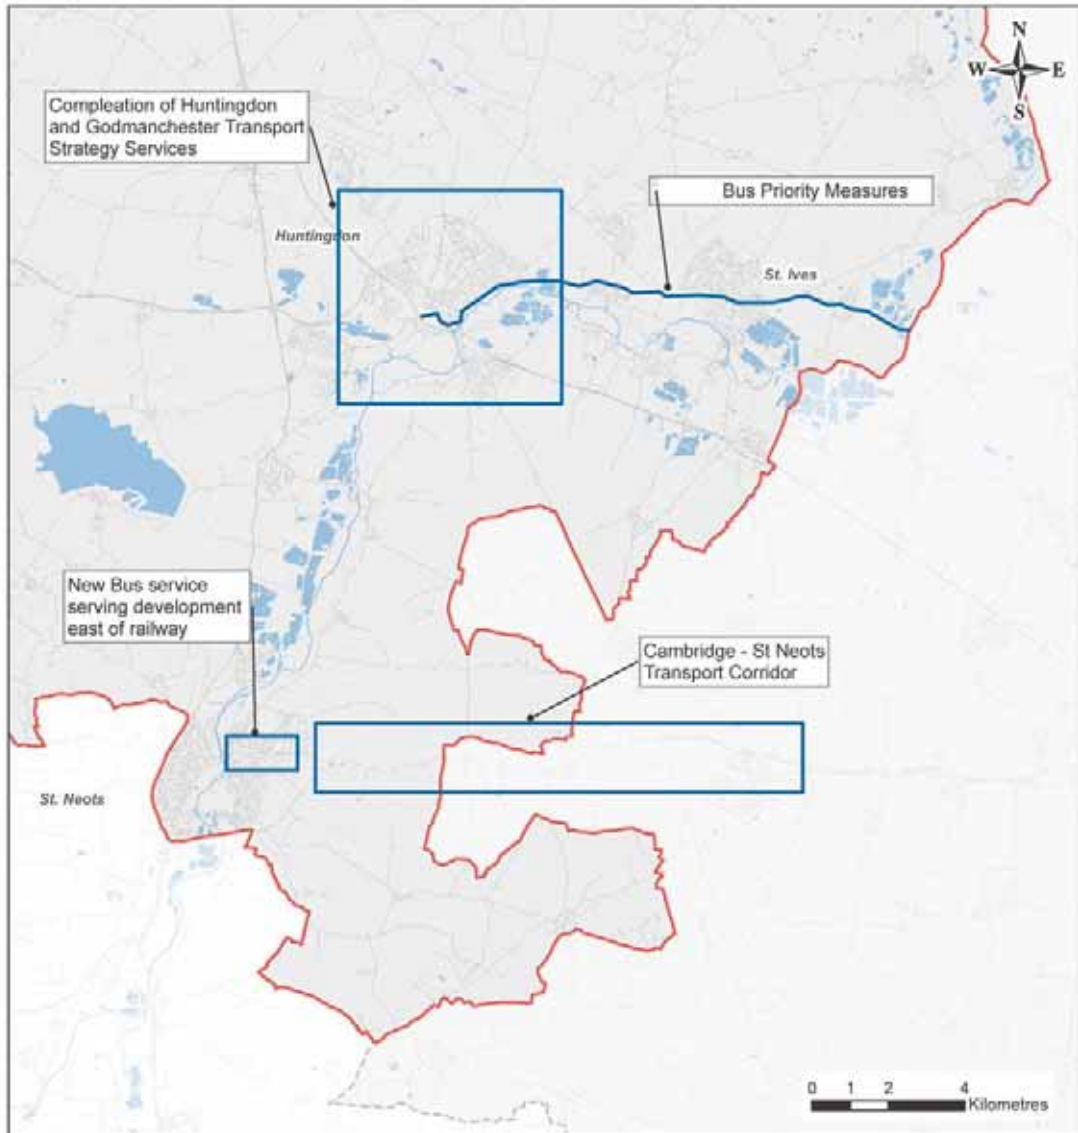 N
W E
S
Compleation of Huntingdon
and Godmanchester Transport
Strategy Services
Bus Priority Measures
Huntingdon
St. Ives
New Bus service
serving development
east of railway
Cambridge - St Neots
Transport Corridor
St. Neots
0 1 2 4
Kilometres